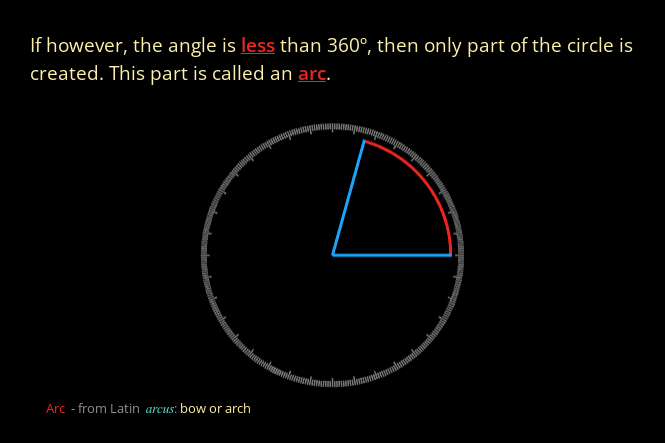 If however, the angle is less than 360º, then only part of the circle is
created. This part is called an arc.
Arc - from Latin arcus: bow or arch